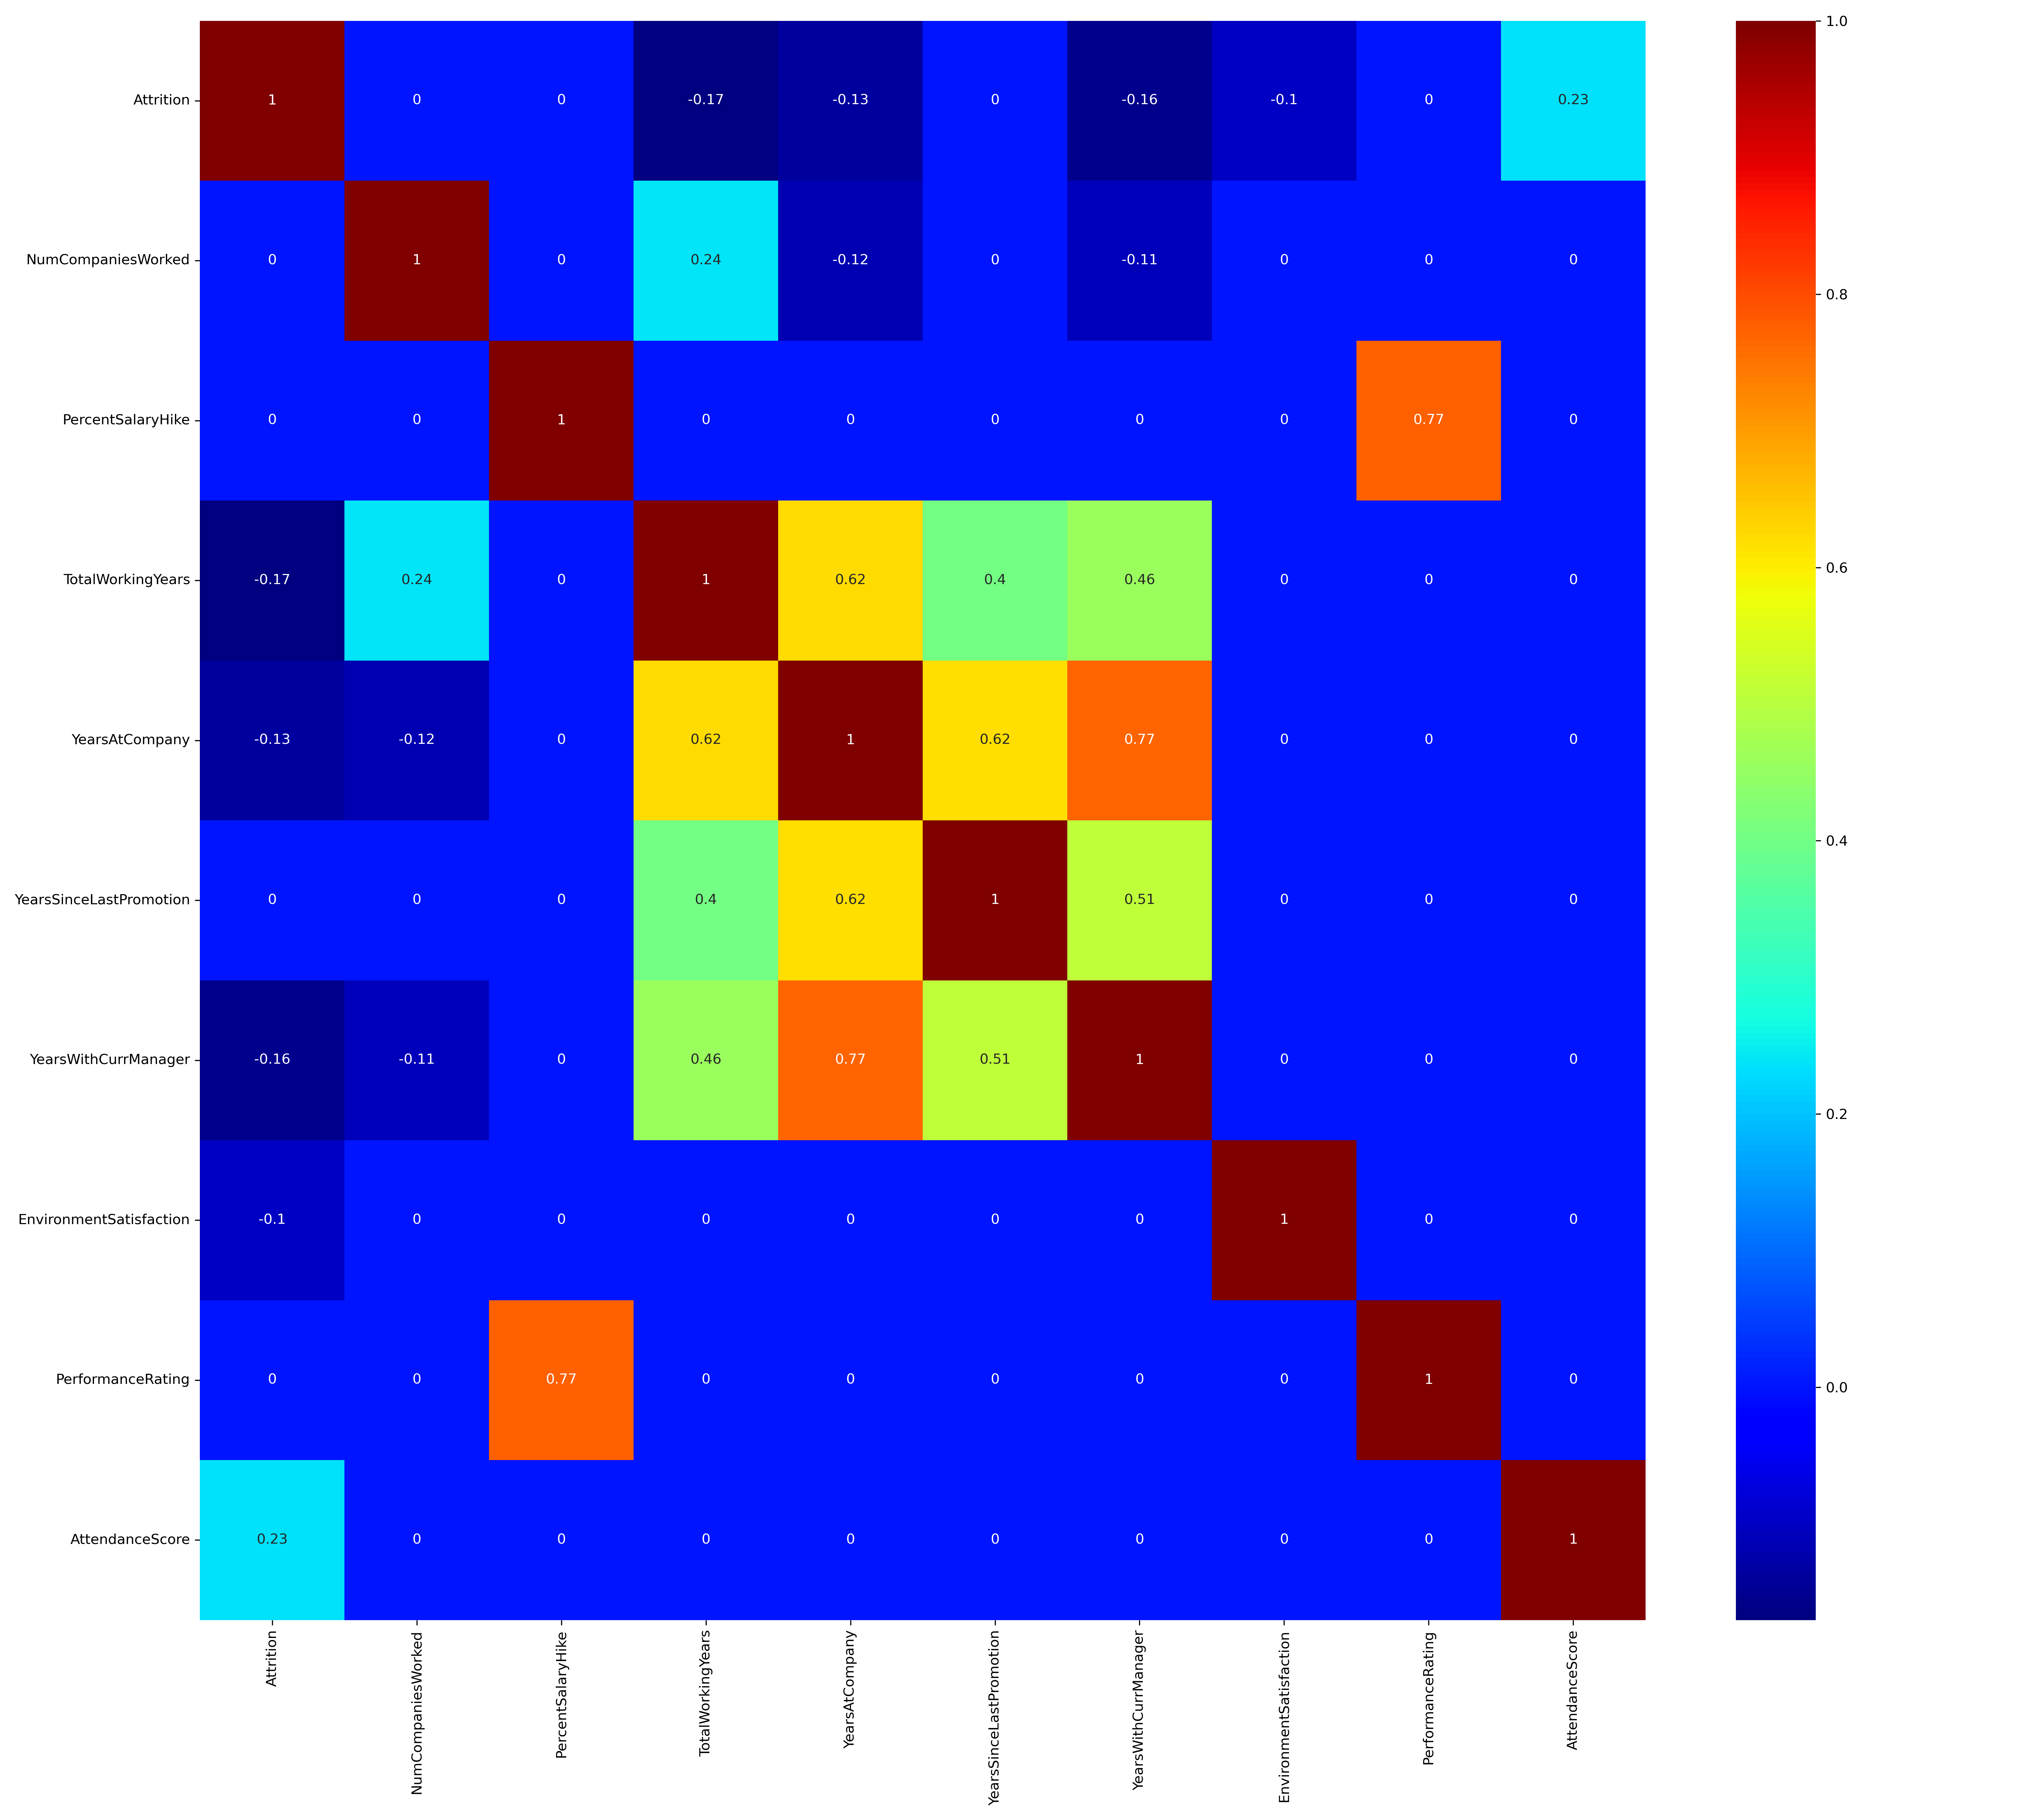 Attrition 1 0 0 -0.17 -0.13 0 -0.16 -0.1 0 0.23
NumCompaniesWorked 0 1 0 0.24 -0.12 0 -0.11 0 0 0
PercentSalaryHike 0 0 1 0 0 0 0 0 0.77 0
TotalWorkingYears -0.17 0.24 0 1 0.62 0.4 0.46 0 0 0
YearsAtCompany -0.13 -0.12 0 0.62 1 0.62 0.77 0 0 0
YearsSinceLastPromotion 0 0 0 0.4 0.62 1 0.51 0 0 0
YearsWithCurrManager -0.16 -0.11 0 0.46 0.77 0.51 1 0 0 0
EnvironmentSatisfaction -0.1 0 0 0 0 0 0 1 0 0
PerformanceRating 0 0 0.77 0 0 0 0 0 1 0
AttendanceScore 0.23 0 0 0 0 0 0 0 0 1
Attrition
NumCompaniesWorked
PercentSalaryHike
TotalWorkingYears
YearsAtCompany
YearsSinceLastPromotion
YearsWithCurrManager
EnvironmentSatisfaction
PerformanceRating
AttendanceScore
1.0
0.8
0.6
0.4
0.2
0.0